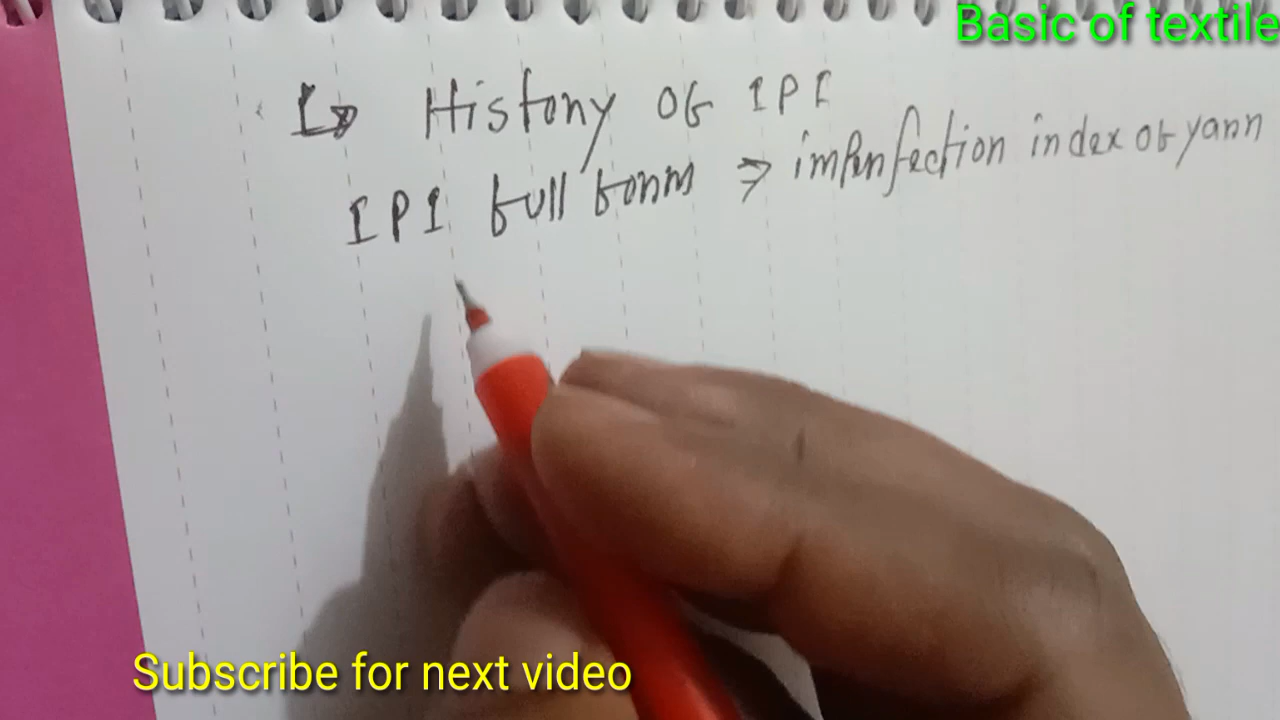 Basic of textile
History of IPI
IPI full form ⇒ imperfection index of yarn
Subscribe for next video